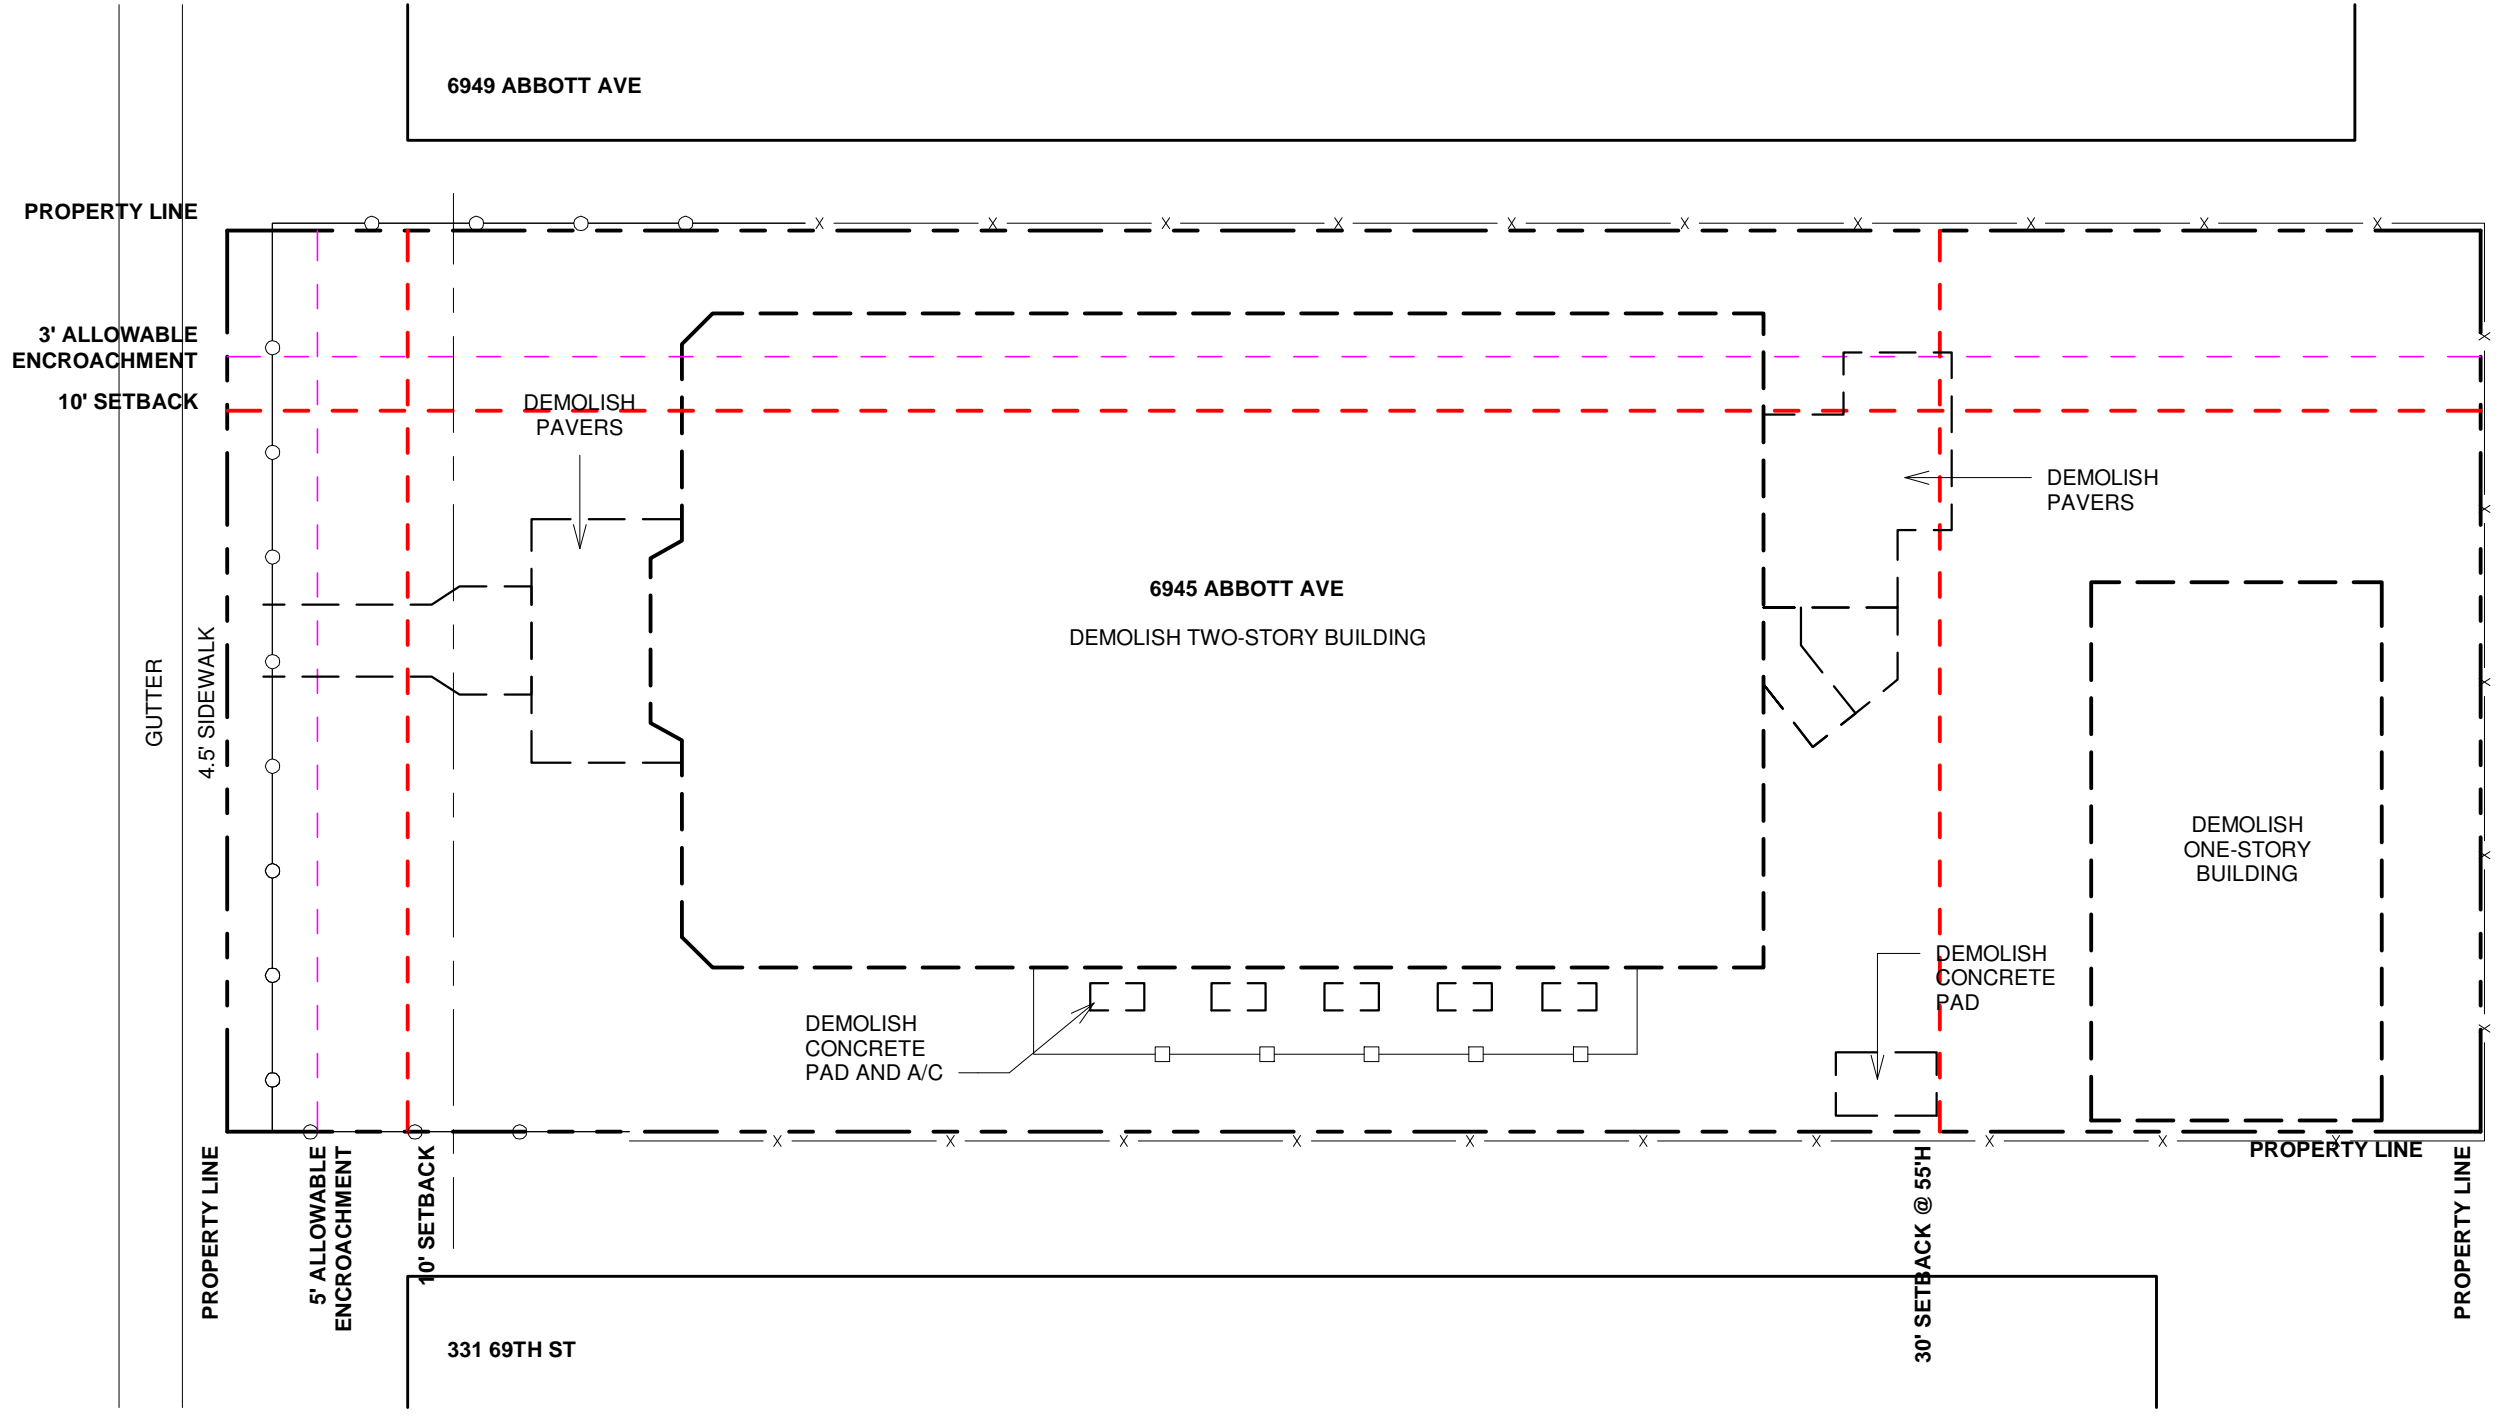 6949 ABBOTT AVE
PROPERTY LINE
3' ALLOWABLE
ENCROACHMENT
10' SETBACK
DEMOLISH
PAVERS
DEMOLISH
PAVERS
6945 ABBOTT AVE
DEMOLISH TWO-STORY BUILDING
GUTTER
4.5' SIDEWALK
DEMOLISH
ONE-STORY
BUILDING
DEMOLISH
CONCRETE
PAD
DEMOLISH
CONCRETE
PAD AND A/C
PROPERTY LINE
PROPERTY LINE
5' ALLOWABLE
ENCROACHMENT
10' SETBACK
30' SETBACK @ 55'H
PROPERTY LINE
331 69TH ST